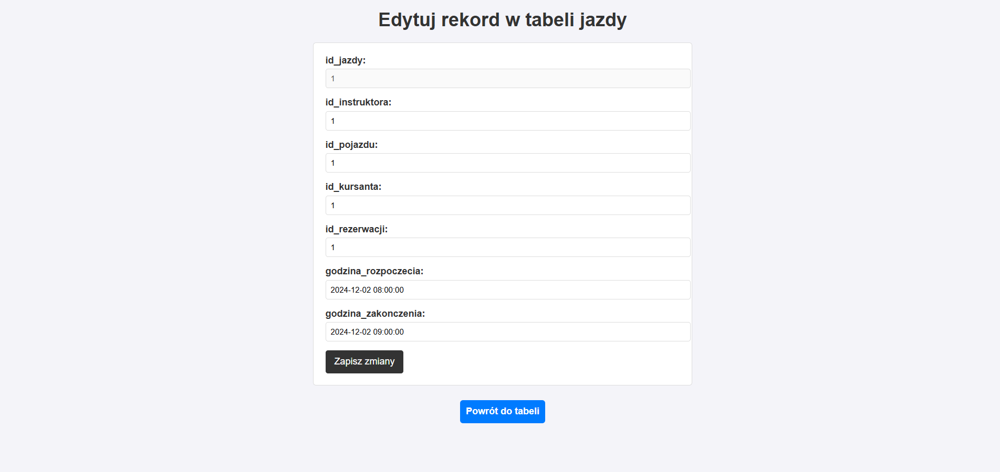 Edytuj rekord w tabeli jazdy
id_jazdy:
1
id_instruktora:
1
id_pojazdu:
1
id_kursanta:
1
id_rezerwacji:
1
godzina_rozpoczecia:
2024-12-02 08:00:00
godzina_zakonczenia:
2024-12-02 09:00:00
Zapisz zmiany
Powrót do tabeli